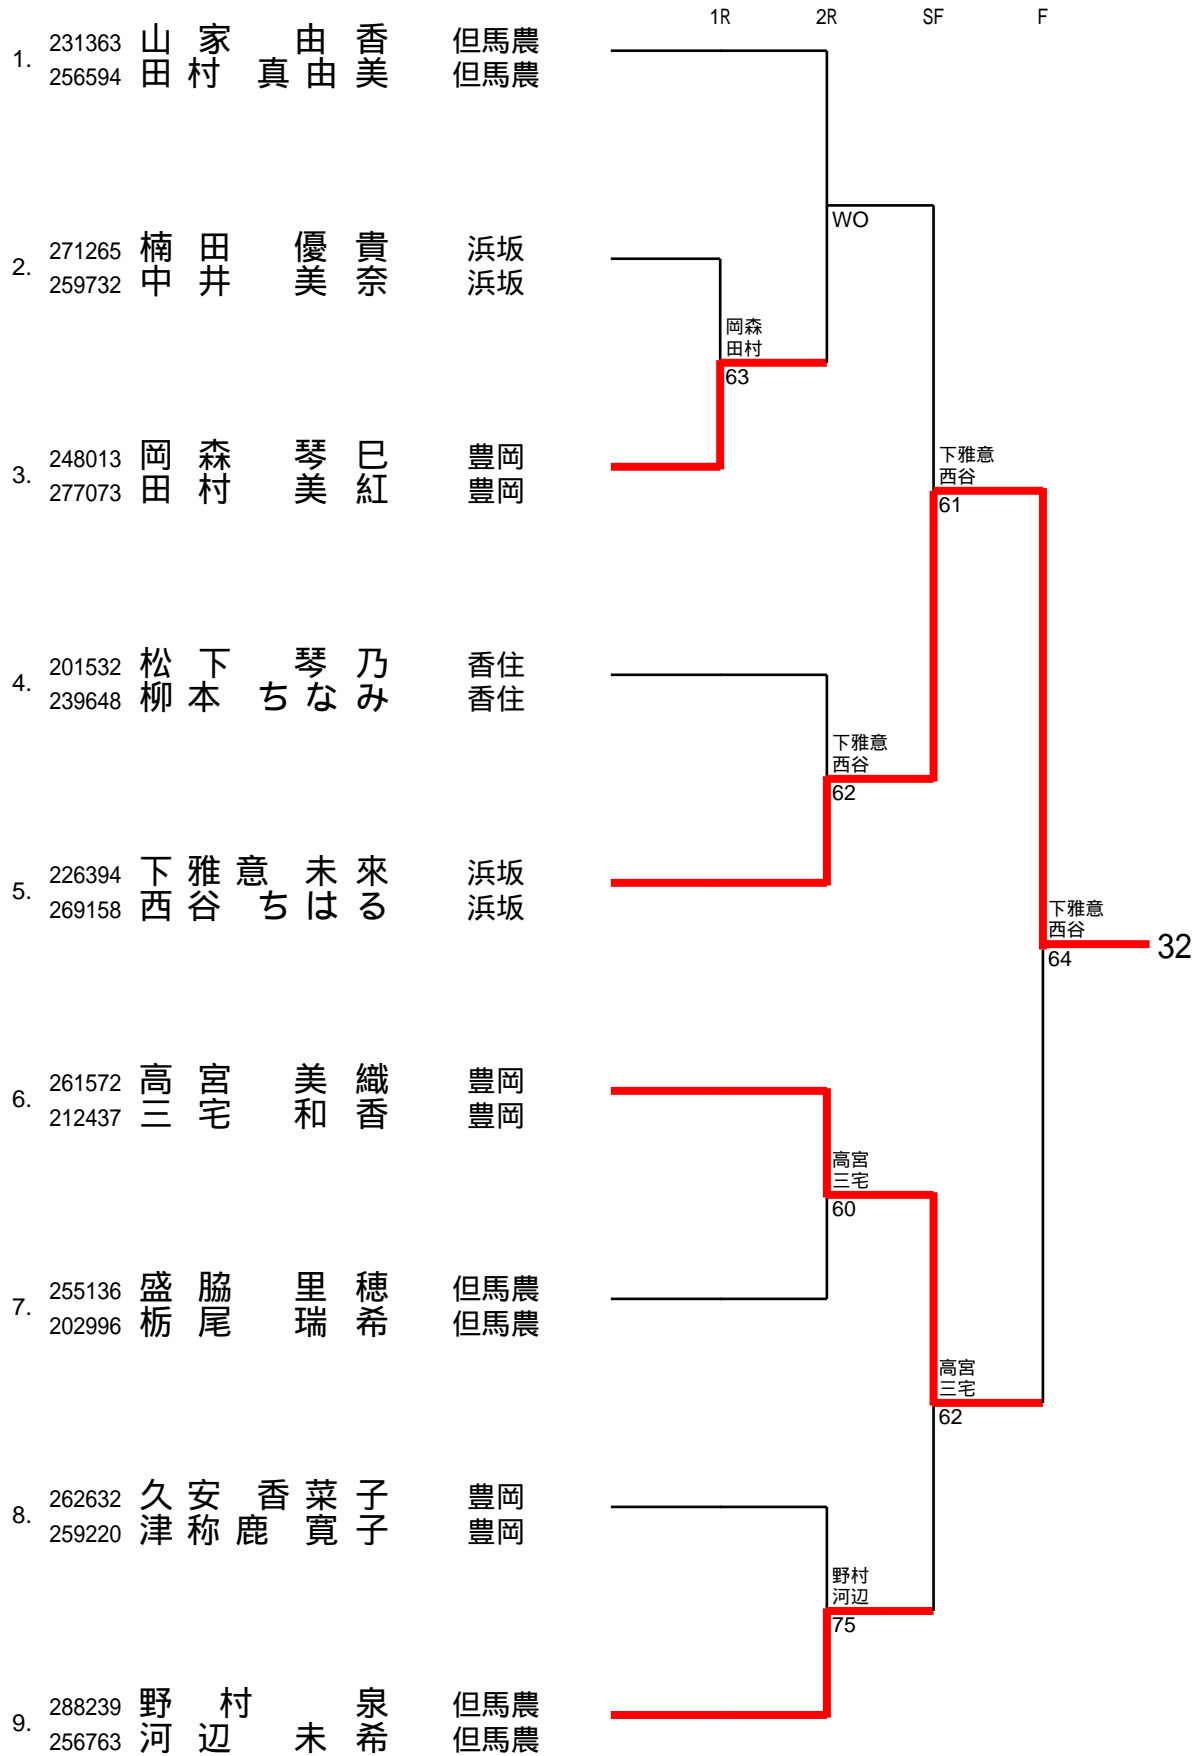 1R 2R SF F
1. 231363 山家 由香 但馬農
256594 田村 真由美 但馬農
WO
2. 271265 楠田 優貴 浜坂
259732 中井 美奈 浜坂
岡森
田村
63
3. 248013 岡森 琴巳 豊岡
277073 田村 美紅 豊岡
下雅意
西谷
61
4. 201532 松下 琴乃 香住
239648 柳本 ちなみ 香住
下雅意
西谷
62
5. 226394 下雅意 未來 浜坂
269158 西谷 ちはる 浜坂
下雅意
西谷
64
32
6. 261572 高宮 美織 豊岡
212437 三宅 和香 豊岡
高宮
三宅
60
7. 255136 盛脇 里穂 但馬農
202996 栃尾 瑞希 但馬農
高宮
三宅
62
8. 262632 久安 香菜子 豊岡
259220 津称鹿 寛子 豊岡
野村
河辺
75
9. 288239 野村 泉 但馬農
256763 河辺 未希 但馬農